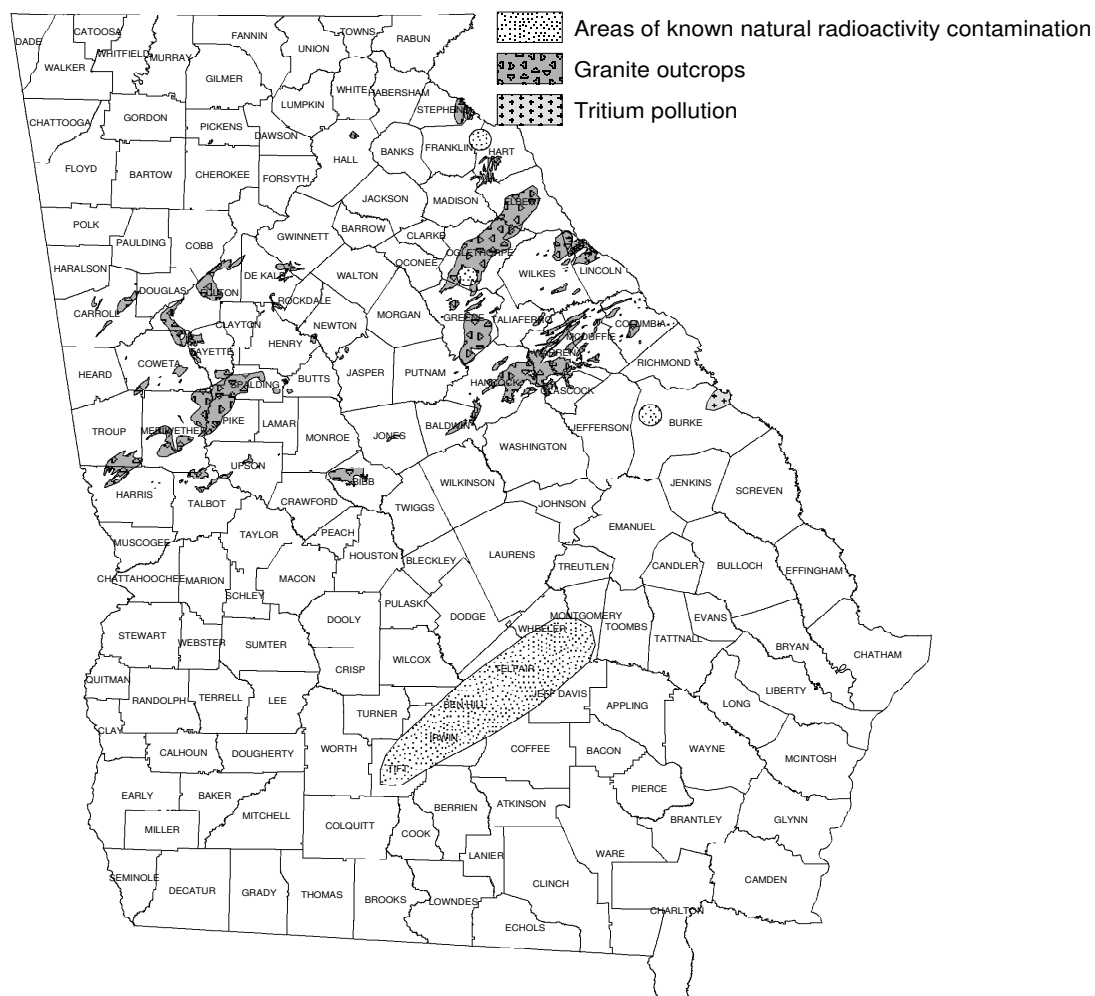 Areas of known natural radioactivity contamination
Granite outcrops
Tritium pollution
DADE
CATOOSA
WHITFIELD
MURRAY
FANNIN
UNION
TOWNS
RABUN
WALKER
GILMER
LUMPKIN
WHITE
HABERSHAM
STEPHENS
CHATTOOGA
GORDON
PICKENS
DAWSON
HALL
BANKS
FRANKLIN
HART
FLOYD
BARTOW
CHEROKEE
FORSYTH
JACKSON
MADISON
ELBERT
POLK
PAULDING
COBB
GWINNETT
BARROW
CLARKE
OCONEE
OGLETHORPE
HARALSON
DOUGLAS
FULTON
DE KALB
WALTON
WILKES
LINCOLN
CARROLL
CLAYTON
ROCKDALE
NEWTON
MORGAN
GREENE
TALIAFERRO
COLUMBIA
MCDUFFIE
WARREN
RICHMOND
HEARD
COWETA
FAYETTE
HENRY
SPALDING
BUTTS
JASPER
PUTNAM
HANCOCK
GLASCOCK
TROUP
MERIWETHER
PIKE
LAMAR
MONROE
JONES
BALDWIN
WASHINGTON
JEFFERSON
BURKE
HARRIS
TALBOT
UPSON
CRAWFORD
BIBB
TWIGGS
WILKINSON
JOHNSON
JENKINS
SCREVEN
EMANUEL
MUSCOGEE
TAYLOR
PEACH
HOUSTON
BLECKLEY
LAURENS
TREUTLEN
CANDLER
BULLOCH
EFFINGHAM
CHATTAHOOCHEE
MARION
SCHLEY
MACON
DOOLY
PULASKI
DODGE
WHEELER
MONTGOMERY
TOOMBS
TATTNALL
EVANS
BRYAN
CHATHAM
STEWART
WEBSTER
SUMTER
CRISP
WILCOX
TELFAIR
JEFF DAVIS
APPLING
LONG
LIBERTY
QUITMAN
RANDOLPH
TERRELL
LEE
TURNER
BEN HILL
CLAY
CALHOUN
DOUGHERTY
WORTH
IRWIN
TIFT
COFFEE
BACON
WAYNE
MCINTOSH
EARLY
BAKER
MITCHELL
MILLER
COLQUITT
COOK
BERRIEN
ATKINSON
PIERCE
BRANTLEY
GLYNN
LANIER
WARE
SEMINOLE
DECATUR
GRADY
THOMAS
BROOKS
LOWNDES
CLINCH
ECHOLS
CHARLTON
CAMDEN